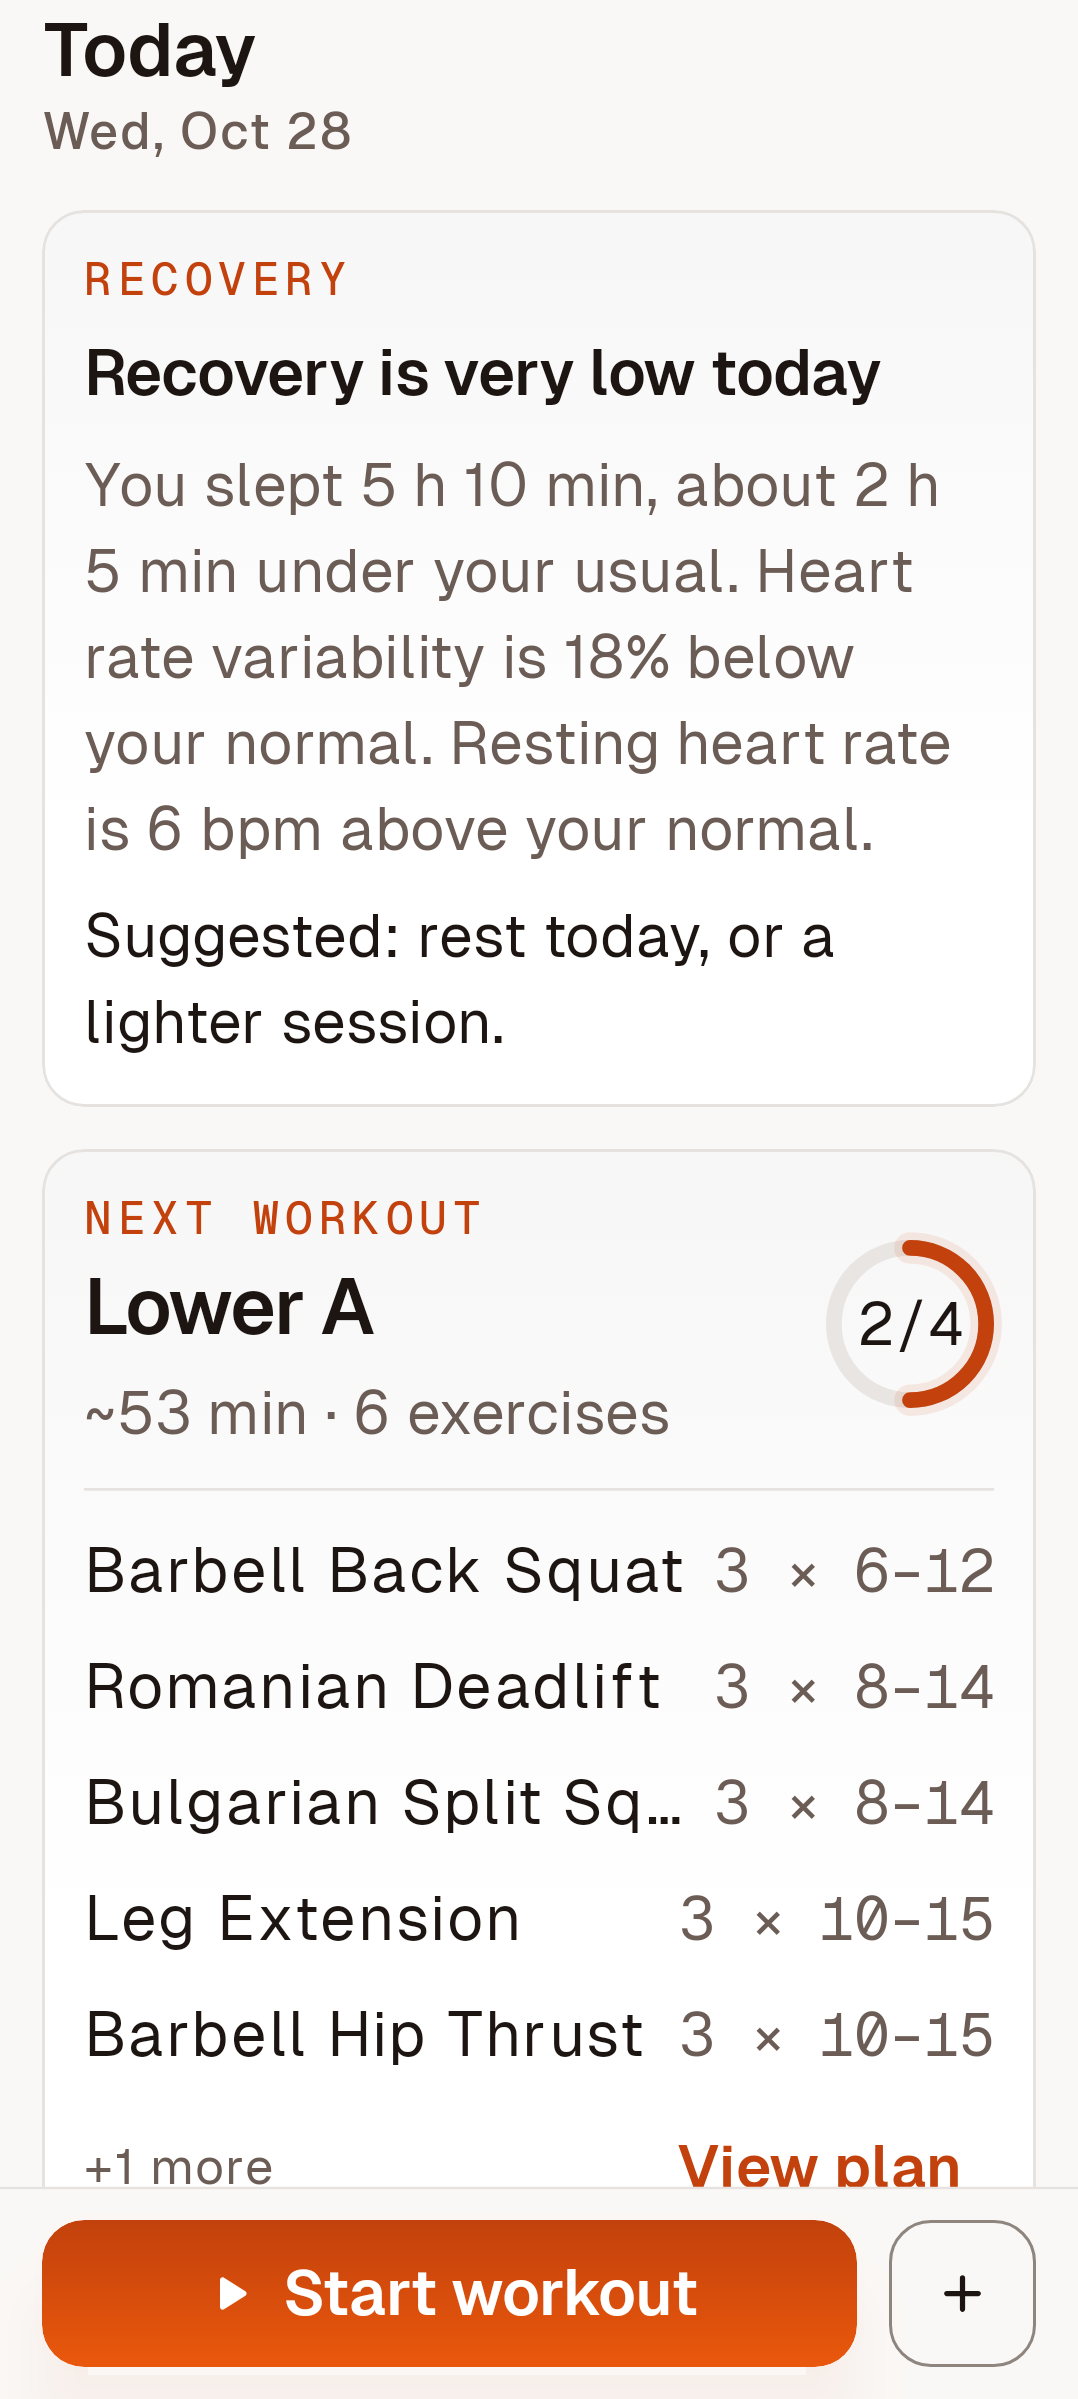 Today
Wed, Oct 28
RECOVERY
Recovery is very low today
You slept 5 h 10 min, about 2 h
5 min under your usual. Heart
rate variability is 18% below
your normal. Resting heart rate
is 6 bpm above your normal.
Suggested: rest today, or a
lighter session.
NEXT WORKOUT
Lower A
~53 min · 6 exercises
2/4
Barbell Back Squat 3 × 6–12
Romanian Deadlift 3 × 8–14
Bulgarian Split Sq… 3 × 8–14
Leg Extension 3 × 10–15
Barbell Hip Thrust 3 × 10–15
+1 more View plan
Start workout +